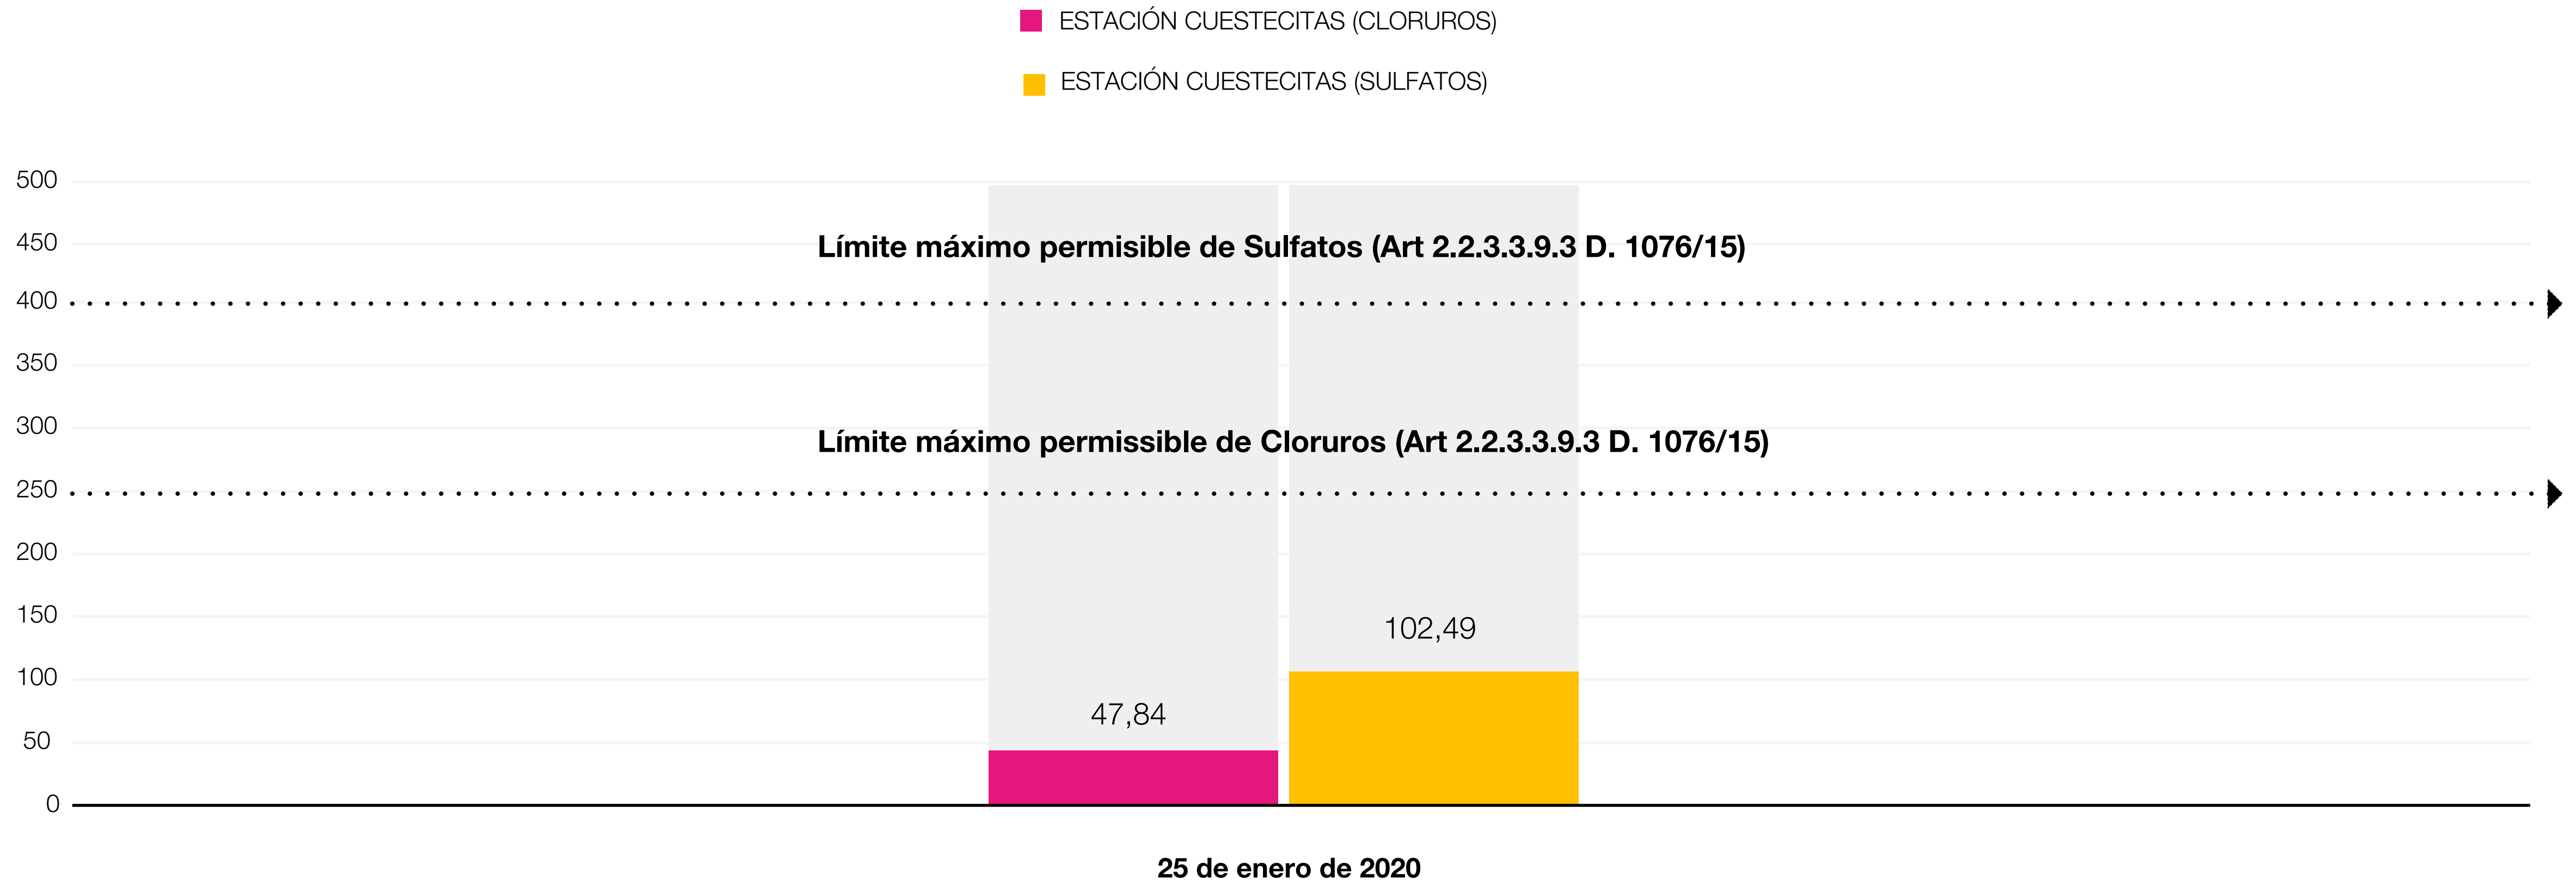 ESTACIÓN CUESTECITAS (CLORUROS)
ESTACIÓN CUESTECITAS (SULFATOS)
500
450
Límite máximo permisible de Sulfatos (Art 2.2.3.3.9.3 D. 1076/15)
400
350
300
Límite máximo permissible de Cloruros (Art 2.2.3.3.9.3 D. 1076/15)
250
200
150
102,49
100
47,84
50
0
25 de enero de 2020